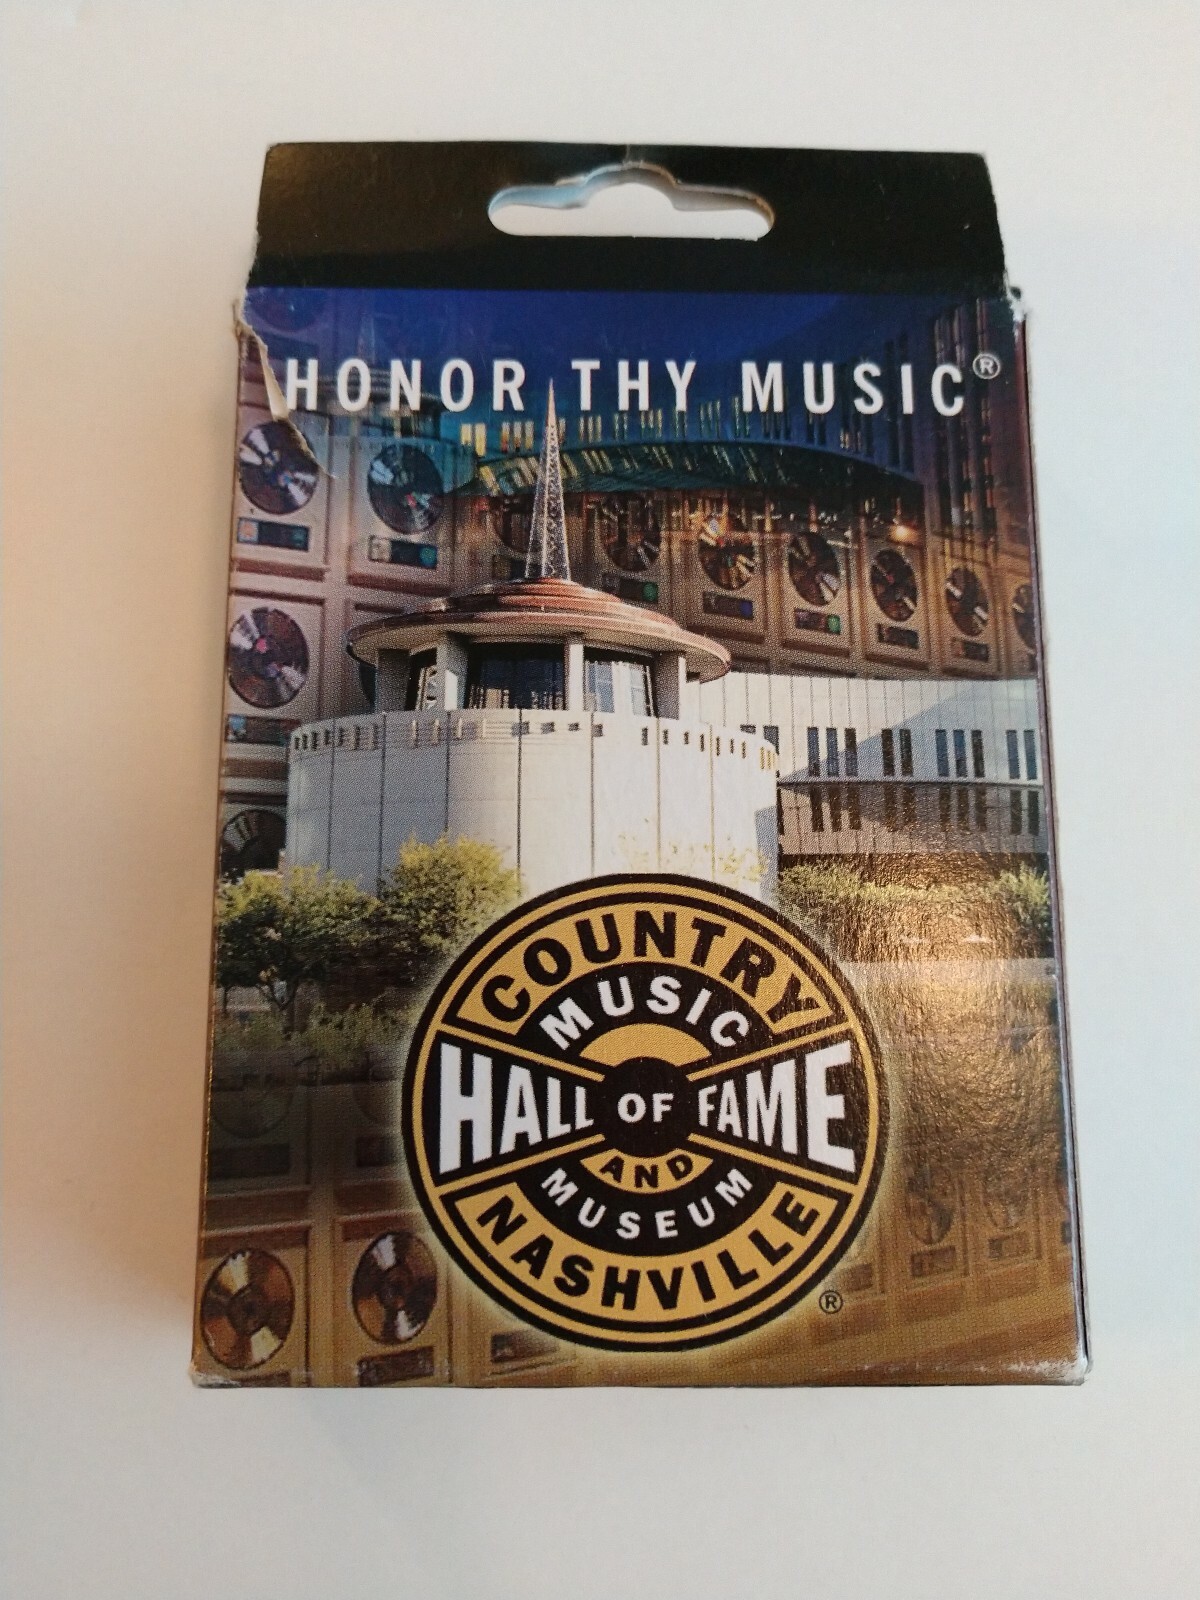 HONOR THY MUSIC®
COUNTRY
MUSIC
HALL OF FAME
AND
MUSEUM
NASHVILLE
®